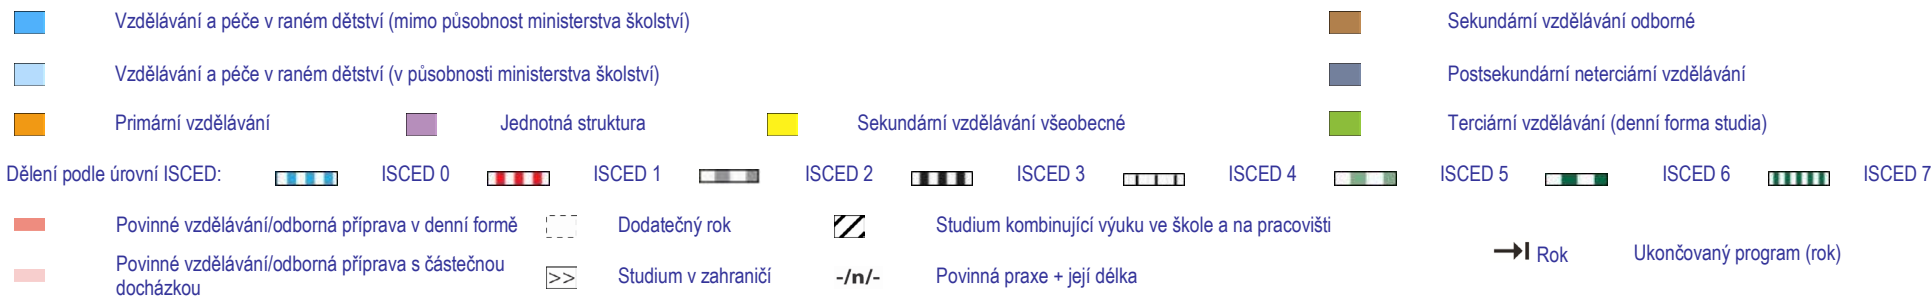 Vzdělávání a péče v raném dětství (mimo působnost ministerstva školství) Sekundární vzdělávání odborné
Vzdělávání a péče v raném dětství (v působnosti ministerstva školství) Postsekundární neterciární vzdělávání
Primární vzdělávání Jednotná struktura Sekundární vzdělávání všeobecné Terciární vzdělávání (denní forma studia)
Dělení podle úrovní ISCED: ISCED 0 ISCED 1 ISCED 2 ISCED 3 ISCED 4 ISCED 5 ISCED 6 ISCED 7
Povinné vzdělávání/odborná příprava v denní formě Dodatečný rok Studium kombinující výuku ve škole a na pracovišti
Povinné vzdělávání/odborná příprava s částečnou docházkou
>> Studium v zahraničí -/n/- Povinná praxe + její délka
Rok Ukončovaný program (rok)